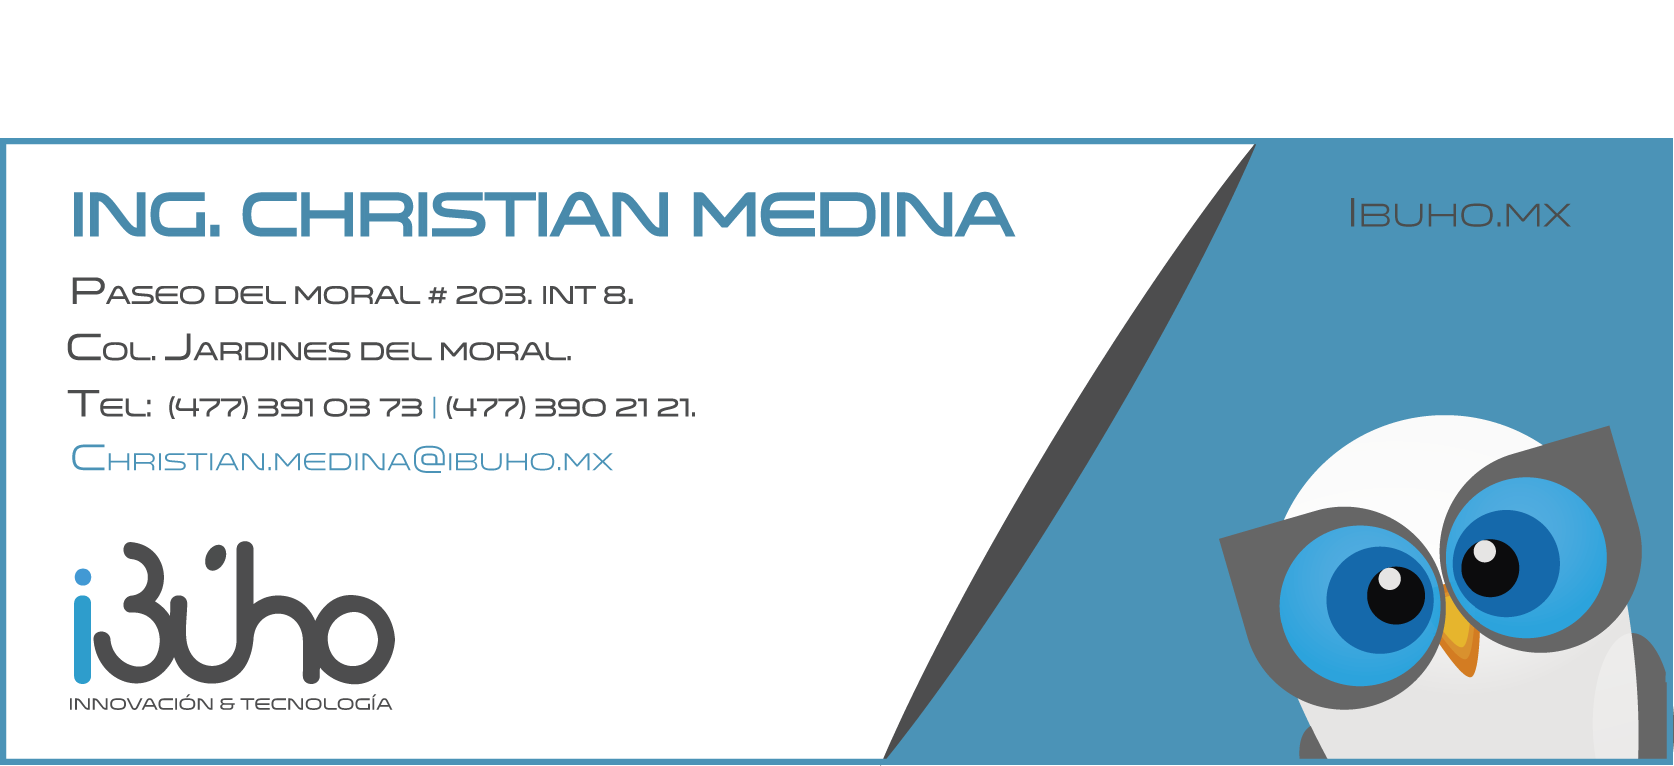 ING. CHRISTIAN MEDINA
Ibuho.mx
Paseo del moral # 203. int 8.
Col. Jardines del moral.
Tel: (477) 391 03 73 | (477) 390 21 21.
Christian.medina@ibuho.mx
iBúho
INNOVACIÓN & TECNOLOGÍA